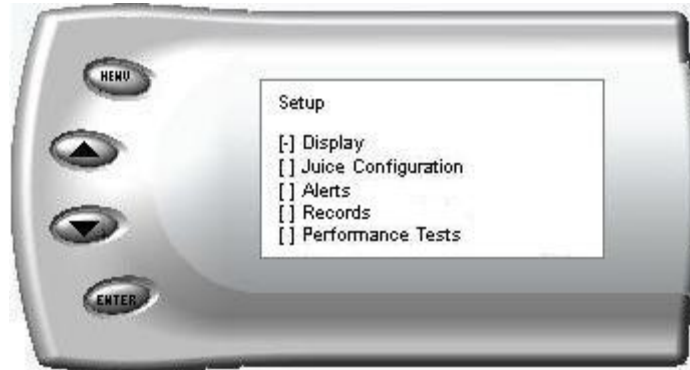 MENU
ENTER
Setup
[-] Display
[ ] Juice Configuration
[ ] Alerts
[ ] Records
[ ] Performance Tests